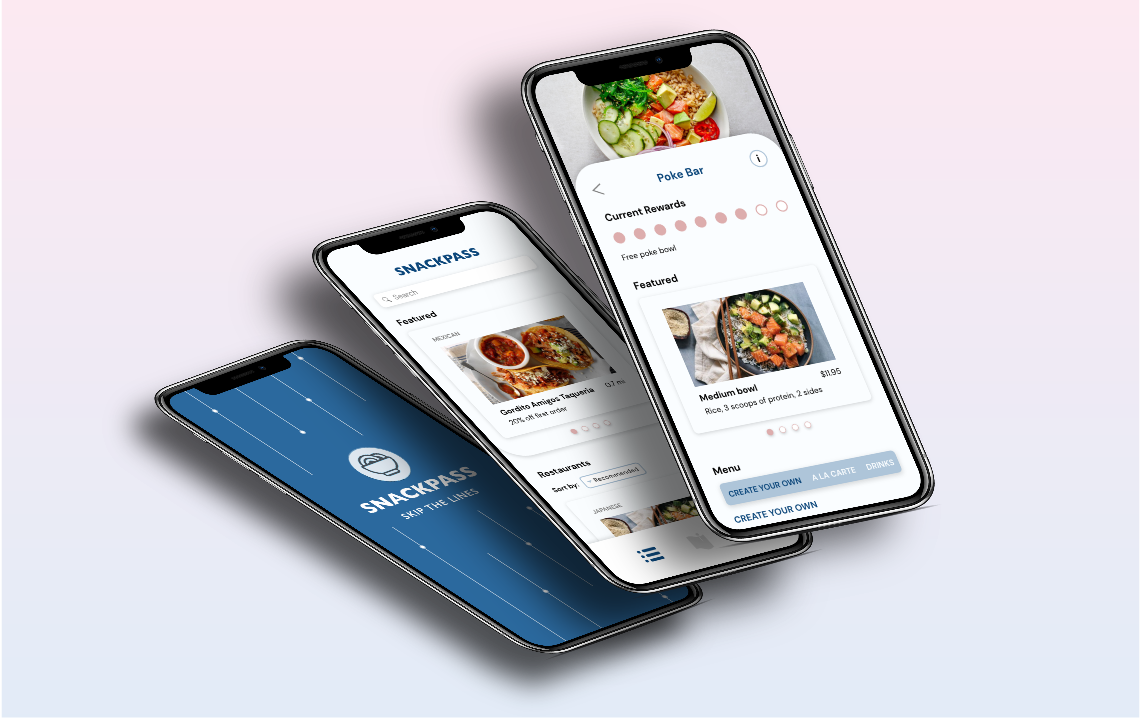 SNACKPASS
SKIP THE LINES
SNACKPASS
Search
Featured
MEXICAN
Gordito Amigos Taqueria
0.7 mi
20% off first order
Restaurants
Sort by:
Recommended
JAPANESE
Poke Bar
i
Current Rewards
Free poke bowl
Featured
Medium bowl
$11.95
Rice, 3 scoops of protein, 2 sides
Menu
CREATE YOUR OWN
A LA CARTE
DRINKS
CREATE YOUR OWN